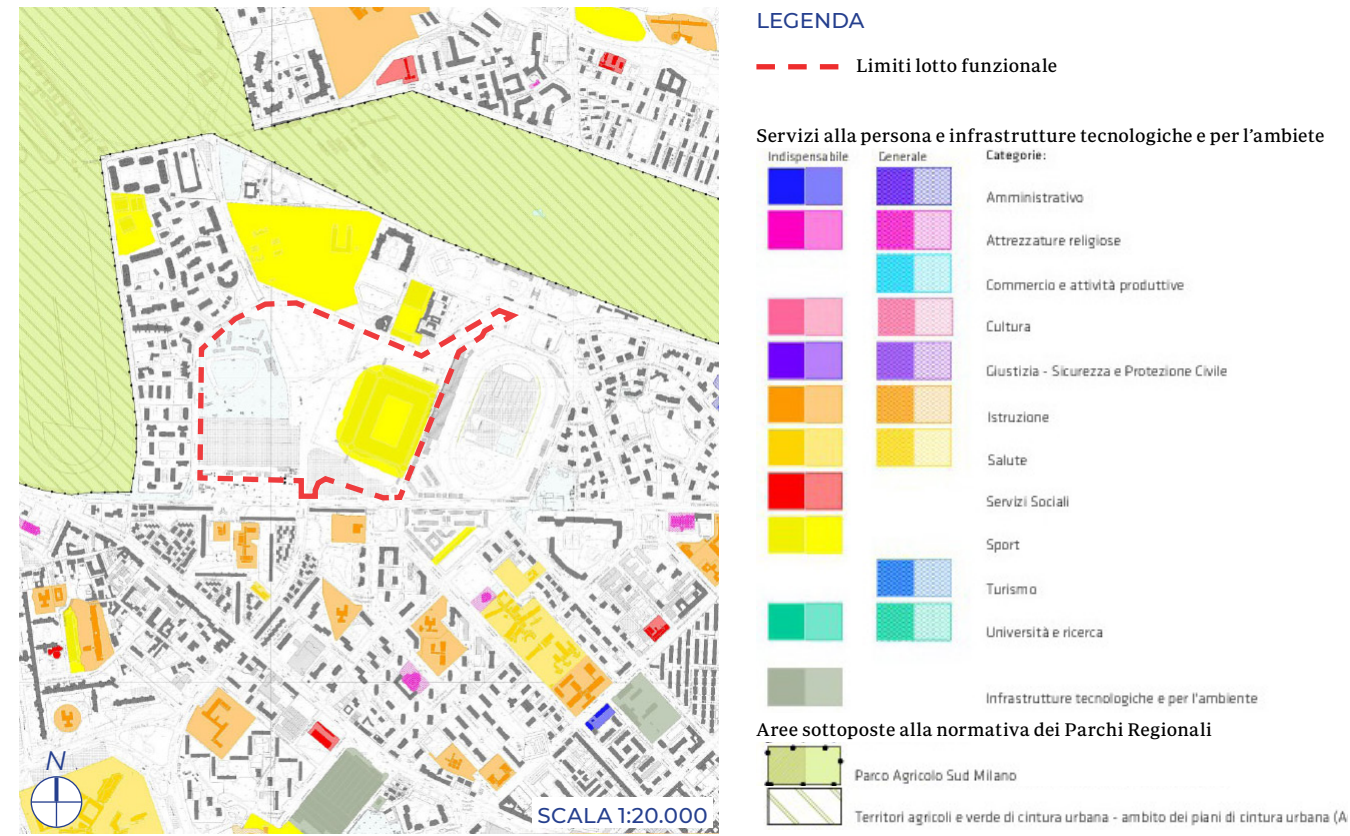 LEGENDA
Limiti lotto funzionale
Servizi alla persona e infrastrutture tecnologiche e per l'ambiete
Indispensabile Generale Categorie:
Amministrativo
Attrezzature religiose
Commercio e attività produttive
Cultura
Giustizia - Sicurezza e Protezione Civile
Istruzione
Salute
Servizi Sociali
Sport
Turismo
Università e ricerca
Infrastrutture tecnologiche e per l'ambiente
Aree sottoposte alla normativa dei Parchi Regionali
Parco Agricolo Sud Milano
Territori agricoli e verde di cintura urbana - ambito dei piani di cintura urbana (A
N
SCALA 1:20.000